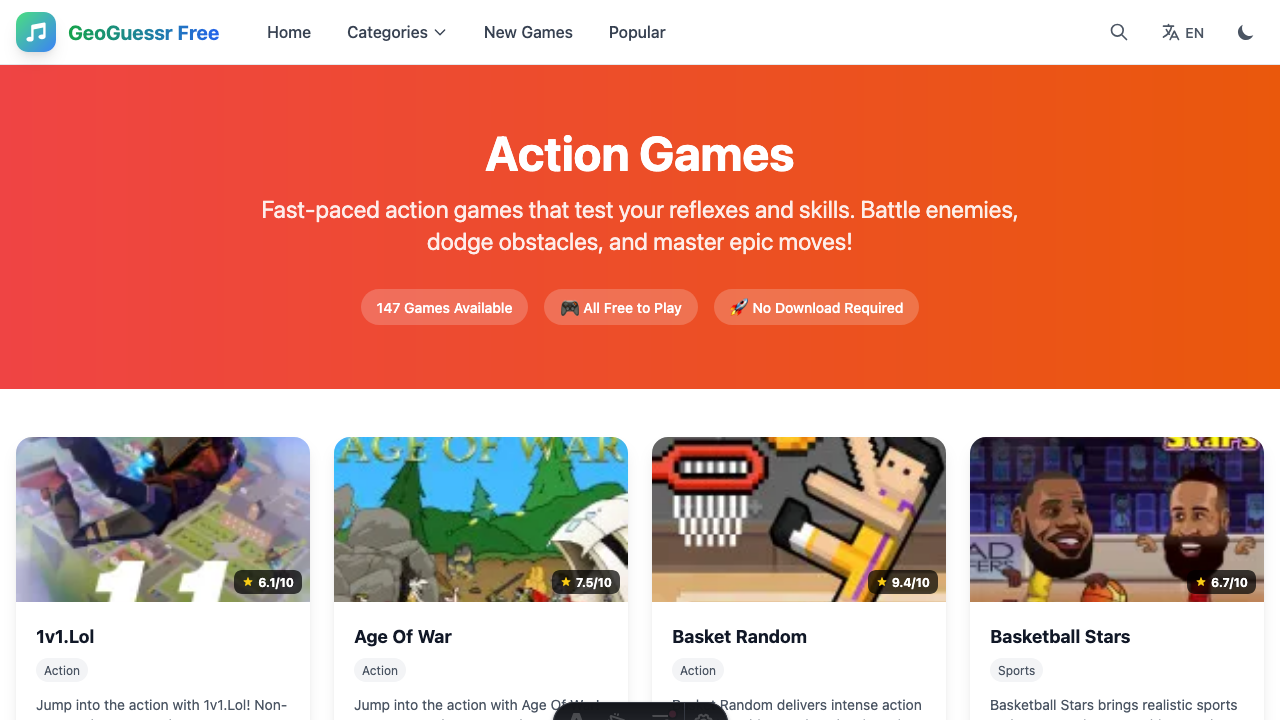 GeoGuessr Free
Home
Categories
New Games
Popular
EN
Action Games
Fast-paced action games that test your reflexes and skills. Battle enemies,
dodge obstacles, and master epic moves!
147 Games Available
All Free to Play
No Download Required
1v1
AGE OF WAR
Stars
6.1/10
7.5/10
9.4/10
6.7/10
1v1.Lol
Age Of War
Basket Random
Basketball Stars
Action
Action
Action
Sports
Jump into the action with 1v1.Lol! Non-
Jump into the action with Age Of War!
Basket Random delivers intense action
Basketball Stars brings realistic sports